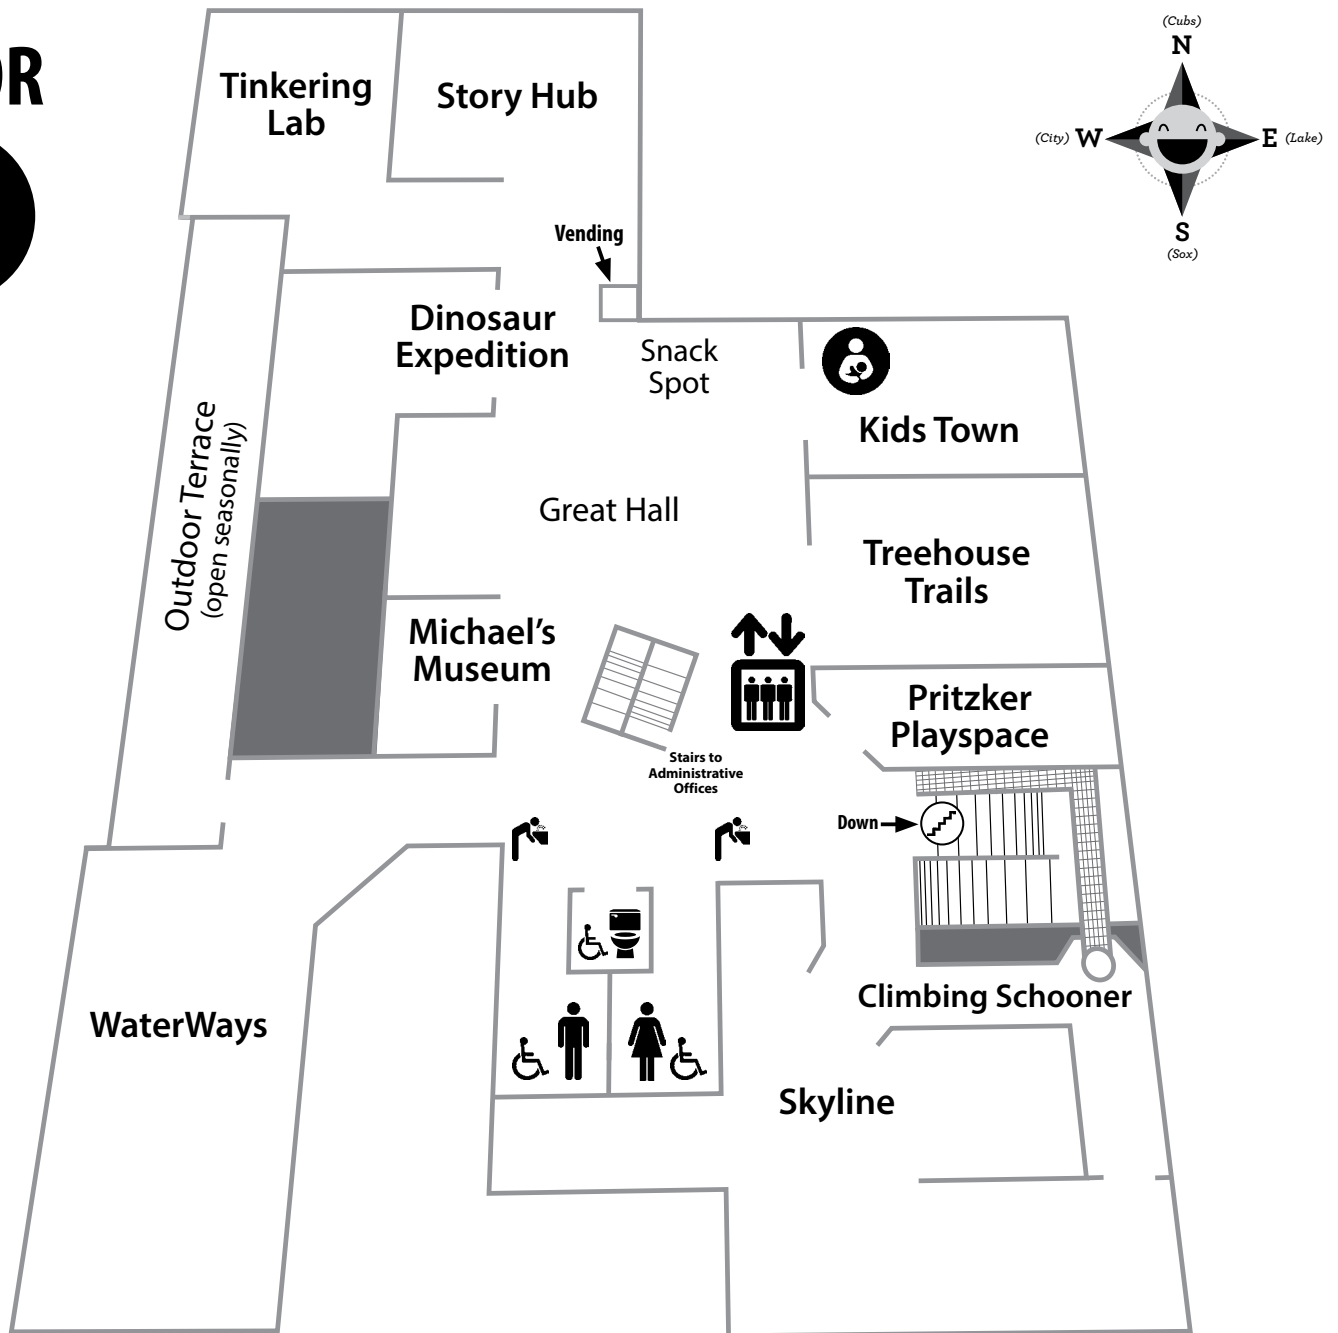 OR
(Cubs)
N
(City) W
E (Lake)
S
(Sox)
Tinkering
Lab
Story Hub
Vending
Dinosaur
Expedition
Snack
Spot
Kids Town
Outdoor Terrace
(open seasonally)
Great Hall
Treehouse
Trails
Michael’s
Museum
Pritzker
Playspace
Stairs to
Administrative
Offices
Down
Climbing Schooner
WaterWays
Skyline